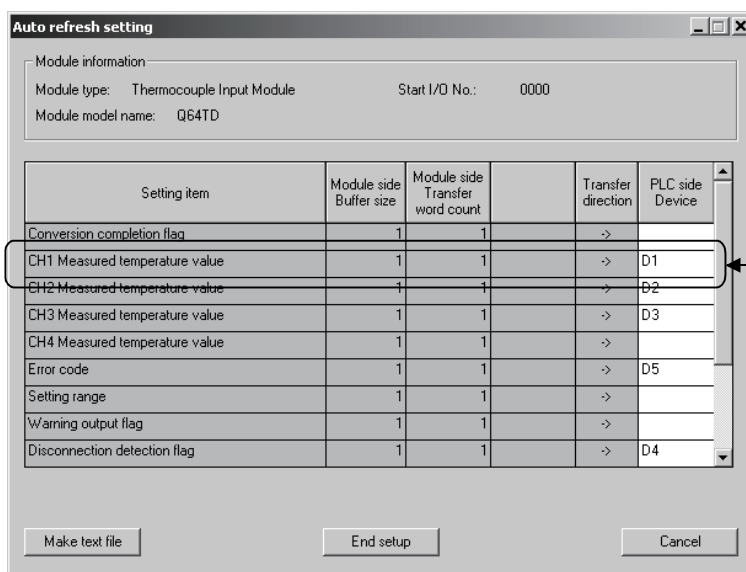 Auto refresh setting
Module information
Module type: Thermocouple Input Module Start I/O No.: 0000
Module model name: Q64TD
Setting item Module side Buffer size Module side Transfer word count Transfer direction PLC side Device
Conversion completion flag 1 1 ->
CH1 Measured temperature value 1 1 -> D1
CH2 Measured temperature value 1 1 -> D2
CH3 Measured temperature value 1 1 -> D3
CH4 Measured temperature value 1 1 ->
Error code 1 1 -> D5
Setting range 1 1 ->
Warning output flag 1 1 ->
Disconnection detection flag 1 1 -> D4
Make text file End setup Cancel